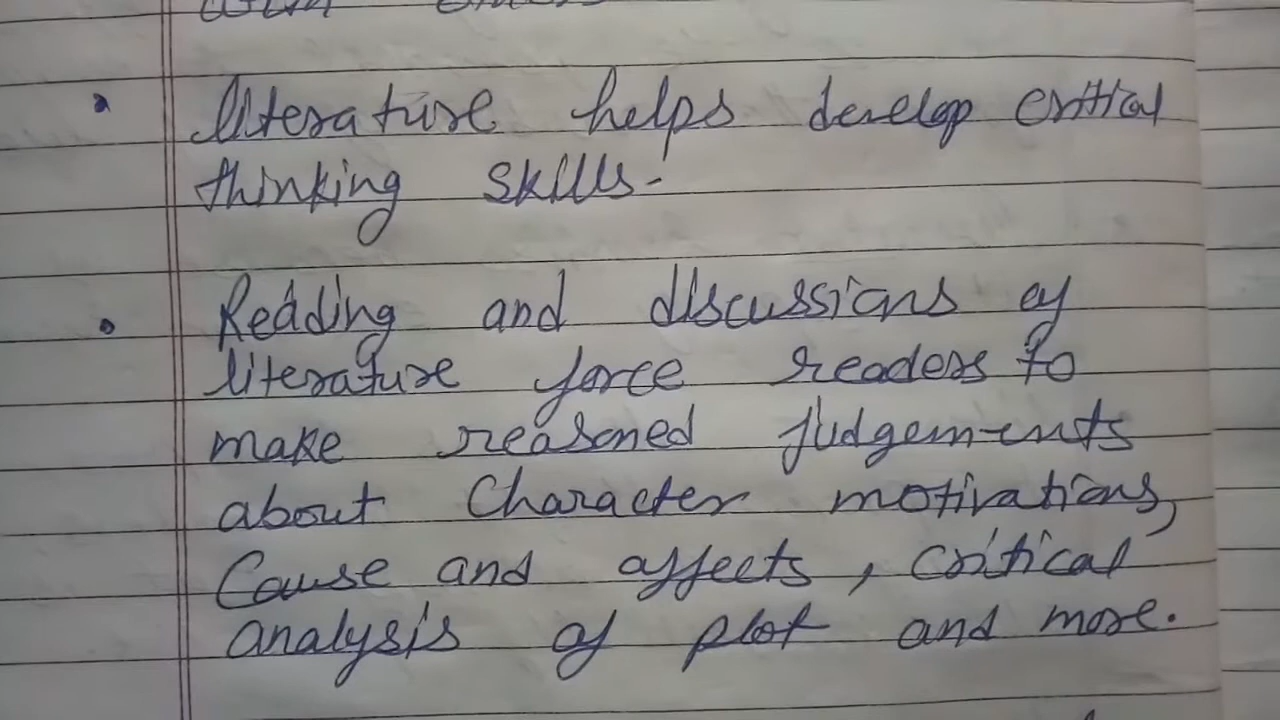 literature helps develop critical
thinking skills.
Reading and discussions of
literature force readers to
make reasoned judgements
about Character motivations,
Cause and affects, critical
analysis of plot and more.